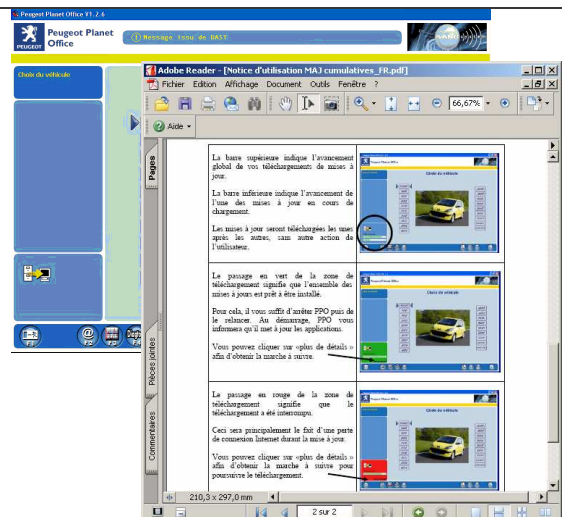 Peugeot Planet Office V1.2.6
Peugeot Planet
Office
PEUGEOT
Message issu de DAST
Choix du véhicule
Adobe Reader - [Notice d'utilisation MAJ cumulatives_FR.pdf]
Fichier Edition Affichage Document Outils Fenêtre ?
66,67%
Aide
Pages
Pièces jointes
Commentaires
La barre supérieure indique l'avancement
global de vos téléchargements de mises à
jour.
La barre inférieure indique l'avancement de
l'une des mises à jour en cours de
chargement.
Les mises à jour seront téléchargées les unes
après les autres, sans autre action de
l'utilisateur.
Choix du véhicule
Le passage en vert de la zone de
téléchargement signifie que l'ensemble des
mises à jours est prêt à être installé.
Pour cela, il vous suffit d'arrêter PPO puis de
le relancer. Au démarrage, PPO vous
informera qu'il met à jour les applications.
Vous pouvez cliquer sur «plus de détails »
afin d'obtenir la marche à suivre.
Choix du véhicule
Le passage en rouge de la zone de
téléchargement signifie que le
téléchargement a été interrompu.
Ceci sera principalement le fait d'une perte
de connexion Internet durant la mise à jour.
Vous pouvez cliquer sur «plus de détails »
afin d'obtenir la marche à suivre pour
poursuivre le téléchargement.
Choix du véhicule
F1
F2
210,3 x 297,0 mm
2 sur 2